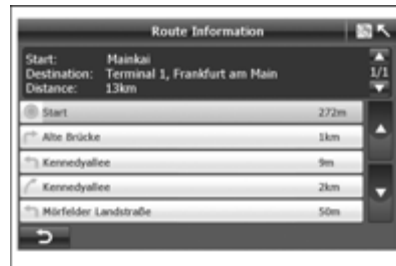 Route Information
Start: Mainkai
Destination: Terminal 1, Frankfurt am Main
Distance: 13km
1/1
Start 272m
Alte Brücke 1km
Kennedyallee 9m
Kennedyallee 2km
Mörfelder Landstraße 50m